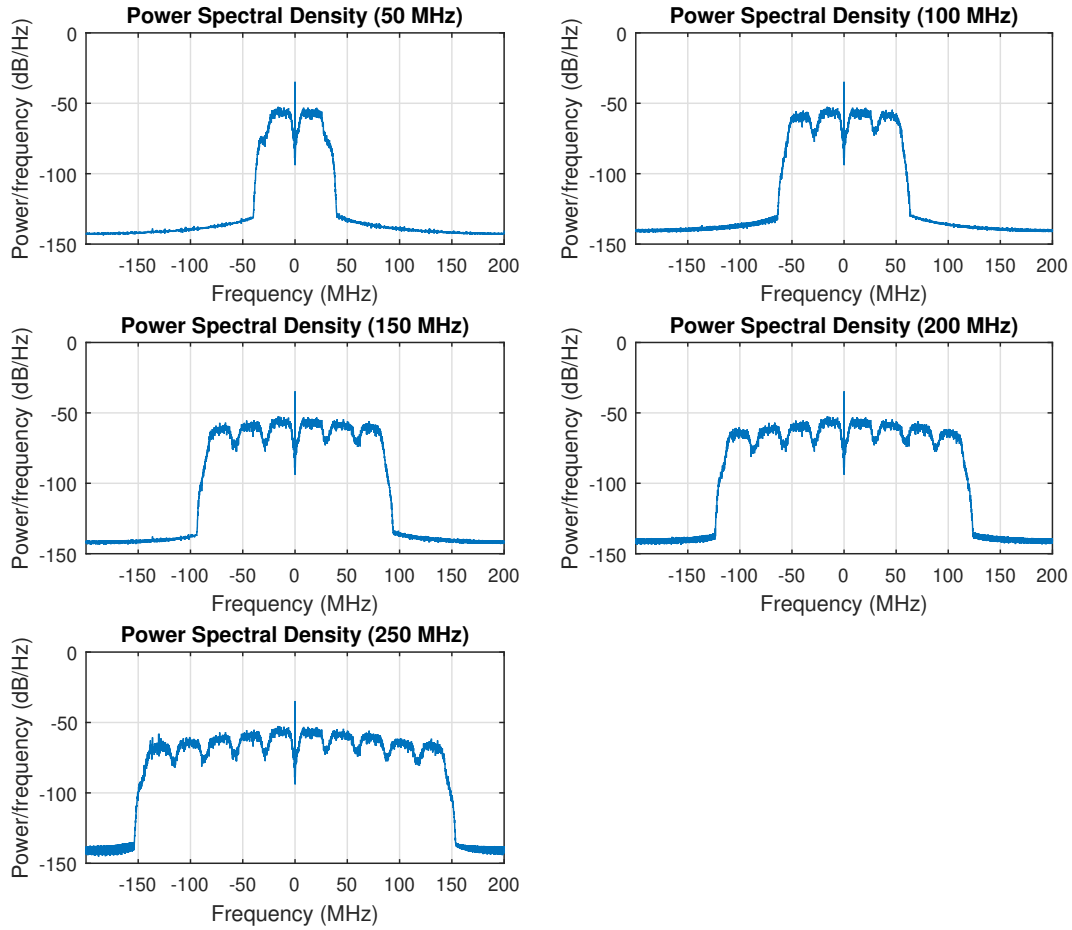 Power Spectral Density (50 MHz)
Power/frequency (dB/Hz)
0
-50
-100
-150
-150 -100 -50 0 50 100 150 200
Frequency (MHz)
Power Spectral Density (100 MHz)
Power/frequency (dB/Hz)
0
-50
-100
-150
-150 -100 -50 0 50 100 150 200
Frequency (MHz)
Power Spectral Density (150 MHz)
Power/frequency (dB/Hz)
0
-50
-100
-150
-150 -100 -50 0 50 100 150 200
Frequency (MHz)
Power Spectral Density (200 MHz)
Power/frequency (dB/Hz)
0
-50
-100
-150
-150 -100 -50 0 50 100 150 200
Frequency (MHz)
Power Spectral Density (250 MHz)
Power/frequency (dB/Hz)
0
-50
-100
-150
-150 -100 -50 0 50 100 150 200
Frequency (MHz)